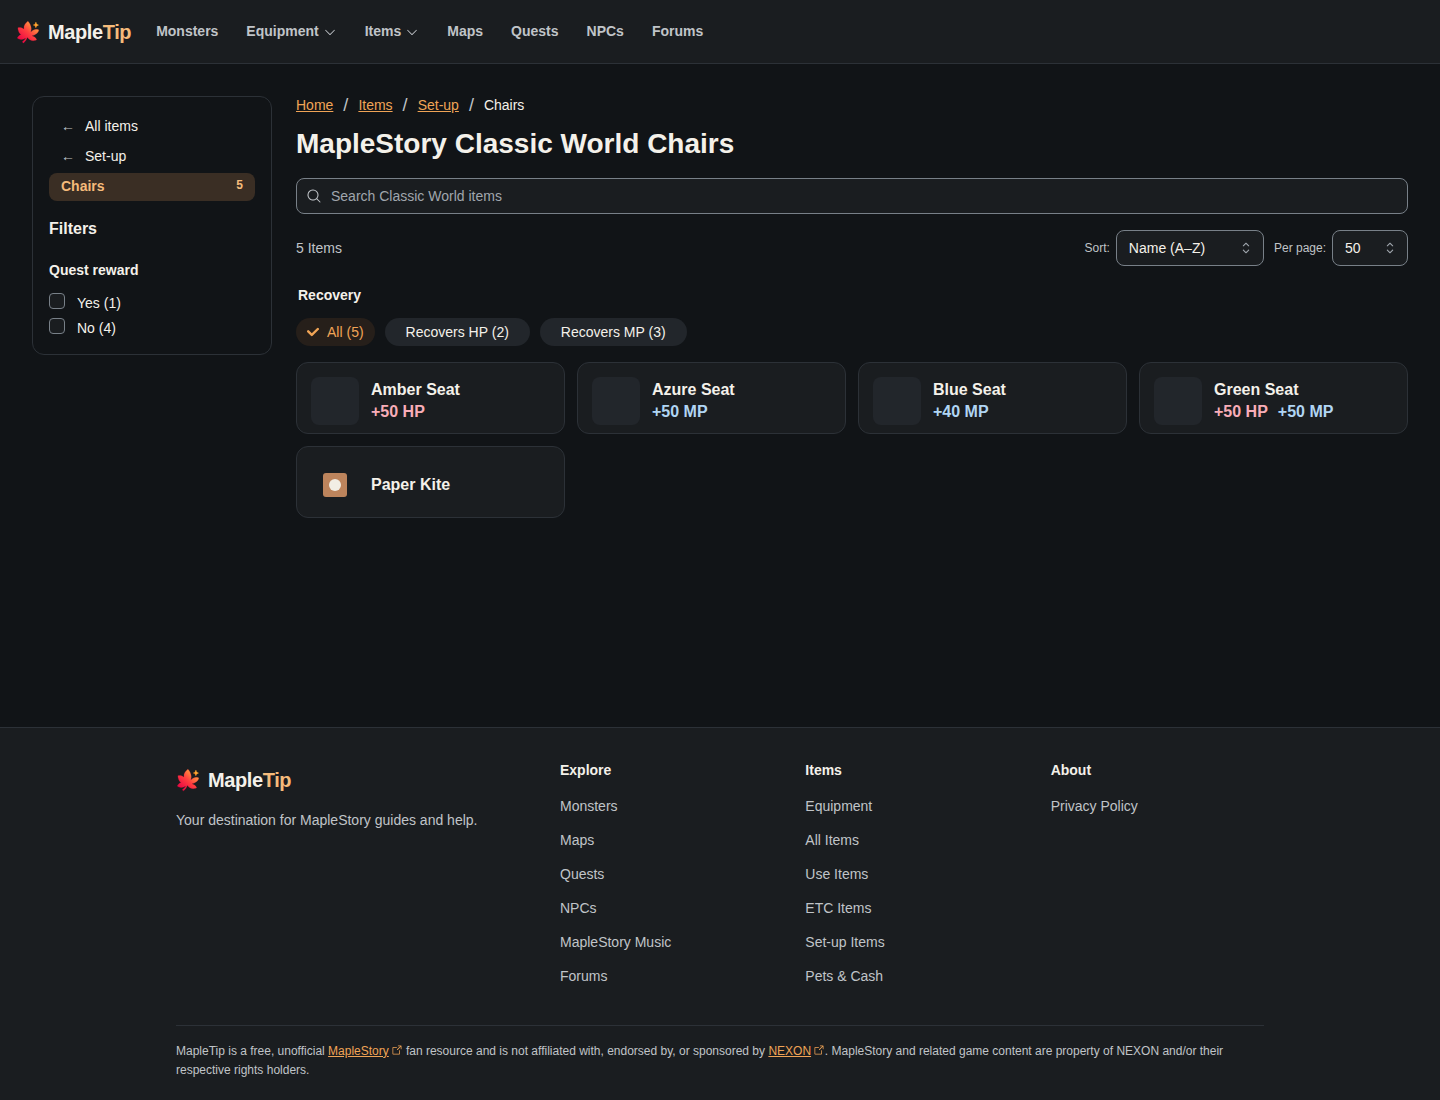 MapleTip
Monsters
Equipment
Items
Maps
Quests
NPCs
Forums
← All items
← Set-up
Chairs 5
Filters
Quest reward
Yes (1)
No (4)
Home / Items / Set-up / Chairs
MapleStory Classic World Chairs
Search Classic World items
5 Items
Sort: Name (A–Z)
Per page: 50
Recovery
All (5)
Recovers HP (2)
Recovers MP (3)
Amber Seat
+50 HP
Azure Seat
+50 MP
Blue Seat
+40 MP
Green Seat
+50 HP +50 MP
Paper Kite
MapleTip
Your destination for MapleStory guides and help.
Explore
Monsters
Maps
Quests
NPCs
MapleStory Music
Forums
Items
Equipment
All Items
Use Items
ETC Items
Set-up Items
Pets & Cash
About
Privacy Policy
MapleTip is a free, unofficial MapleStory fan resource and is not affiliated with, endorsed by, or sponsored by NEXON. MapleStory and related game content are property of NEXON and/or their
respective rights holders.